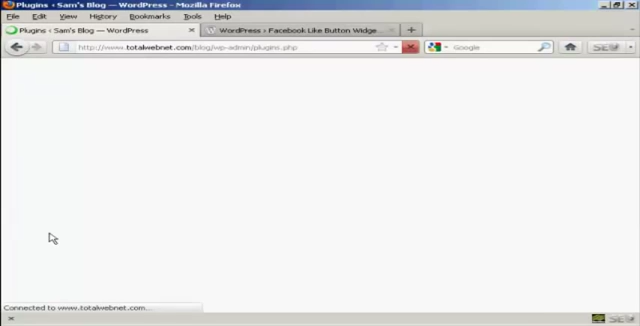 Plugins ‹ Sam's Blog — WordPress - Mozilla Firefox
File Edit View History Bookmarks Tools Help
Plugins ‹ Sam's Blog — WordPress WordPress › Facebook Like Button Widge...
http://www.totalwebnet.com/blog/wp-admin/plugins.php Google
Connected to www.totalwebnet.com...